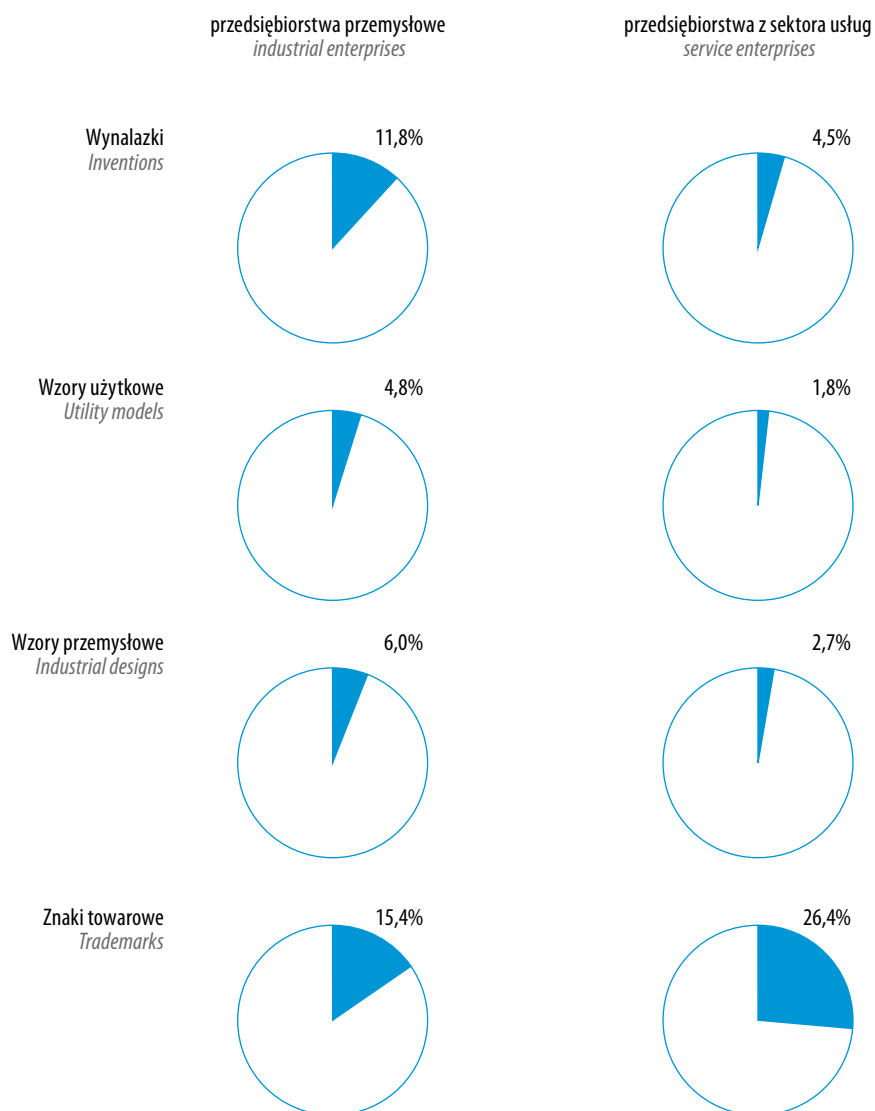 przedsiębiorstwa przemysłowe
industrial enterprises
przedsiębiorstwa z sektora usług
service enterprises
Wynalazki
Inventions
11,8%
4,5%
Wzory użytkowe
Utility models
4,8%
1,8%
Wzory przemysłowe
Industrial designs
6,0%
2,7%
Znaki towarowe
Trademarks
15,4%
26,4%